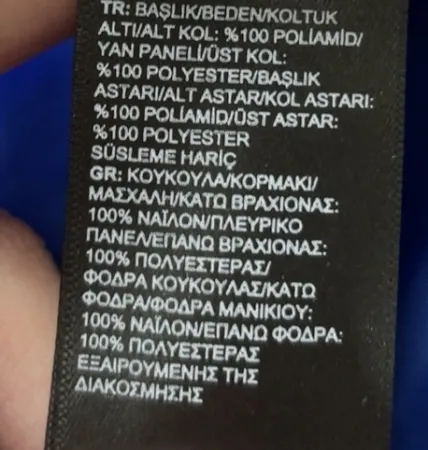 TR: BAŞLIK/BEDEN/KOLTUK
ALTI/ALT KOL: %100 POLİAMİD/
YAN PANELİ/ÜST KOL:
%100 POLYESTER/BAŞLIK
ASTARI/ALT ASTAR/KOL ASTARI:
%100 POLİAMİD/ÜST ASTAR:
%100 POLYESTER
SÜSLEME HARİÇ
GR: ΚΟΥΚΟΥΛΑ/ΚΟΡΜΑΚΙ/
ΜΑΣΧΑΛΗ/ΚΑΤΩ ΒΡΑΧΙΟΝΑΣ:
100% ΝΑΪΛΟΝ/ΠΛΕΥΡΙΚΟ
ΠΑΝΕΛ/ΕΠΑΝΩ ΒΡΑΧΙΟΝΑΣ:
100% ΠΟΛΥΕΣΤΕΡΑΣ/
ΦΟΔΡΑ ΚΟΥΚΟΥΛΑΣ/ΚΑΤΩ
ΦΟΔΡΑ/ΦΟΔΡΑ ΜΑΝΙΚΙΟΥ:
100% ΝΑΪΛΟΝ/ΕΠΑΝΩ ΦΟΔΡΑ:
100% ΠΟΛΥΕΣΤΕΡΑΣ
ΕΞΑΙΡΟΥΜΕΝΗΣ ΤΗΣ
ΔΙΑΚΟΣΜΗΣΗΣ